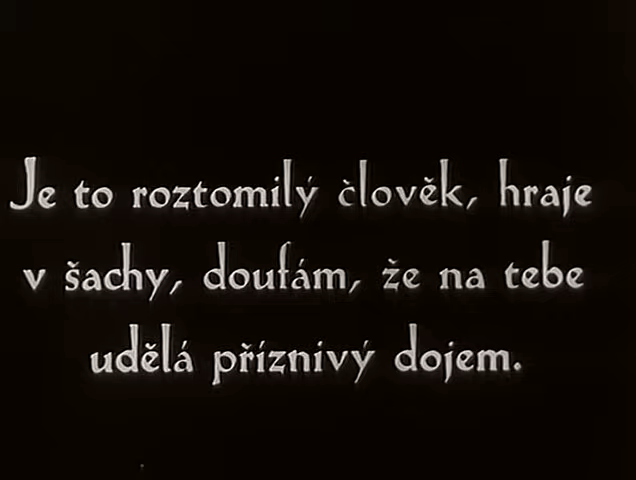 Je to roztomilý člověk, hraje
v šachy, doufám, že na tebe
udělá příznivý dojem.